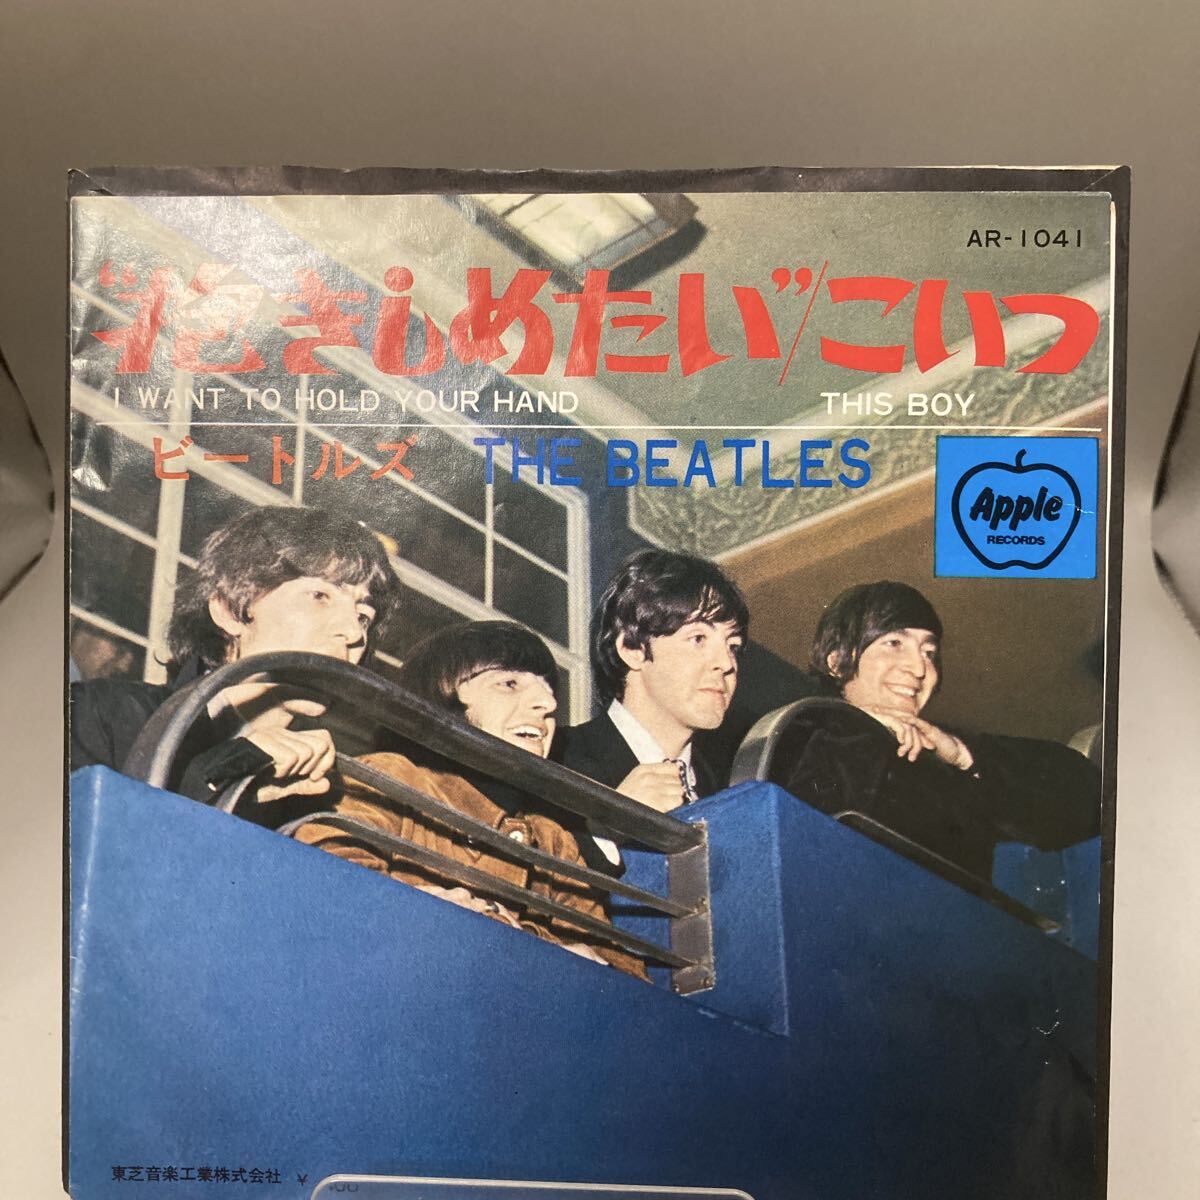 AR-1041
“抱きしめたい”/こいつ
I WANT TO HOLD YOUR HAND THIS BOY
ビートルズ THE BEATLES
Apple
RECORDS
東芝音楽工業株式会社 ¥